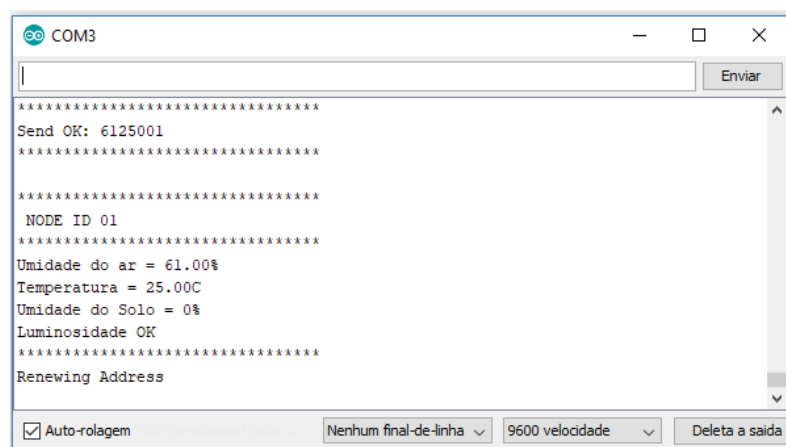 COM3
Enviar
*********************************
Send OK: 6125001
*********************************
*********************************
NODE ID 01
*********************************
Umidade do ar = 61.00%
Temperatura = 25.00C
Umidade do Solo = 0%
Luminosidade OK
*********************************
Renewing Address
Auto-rolagem Nenhum final-de-linha 9600 velocidade Deleta a saida